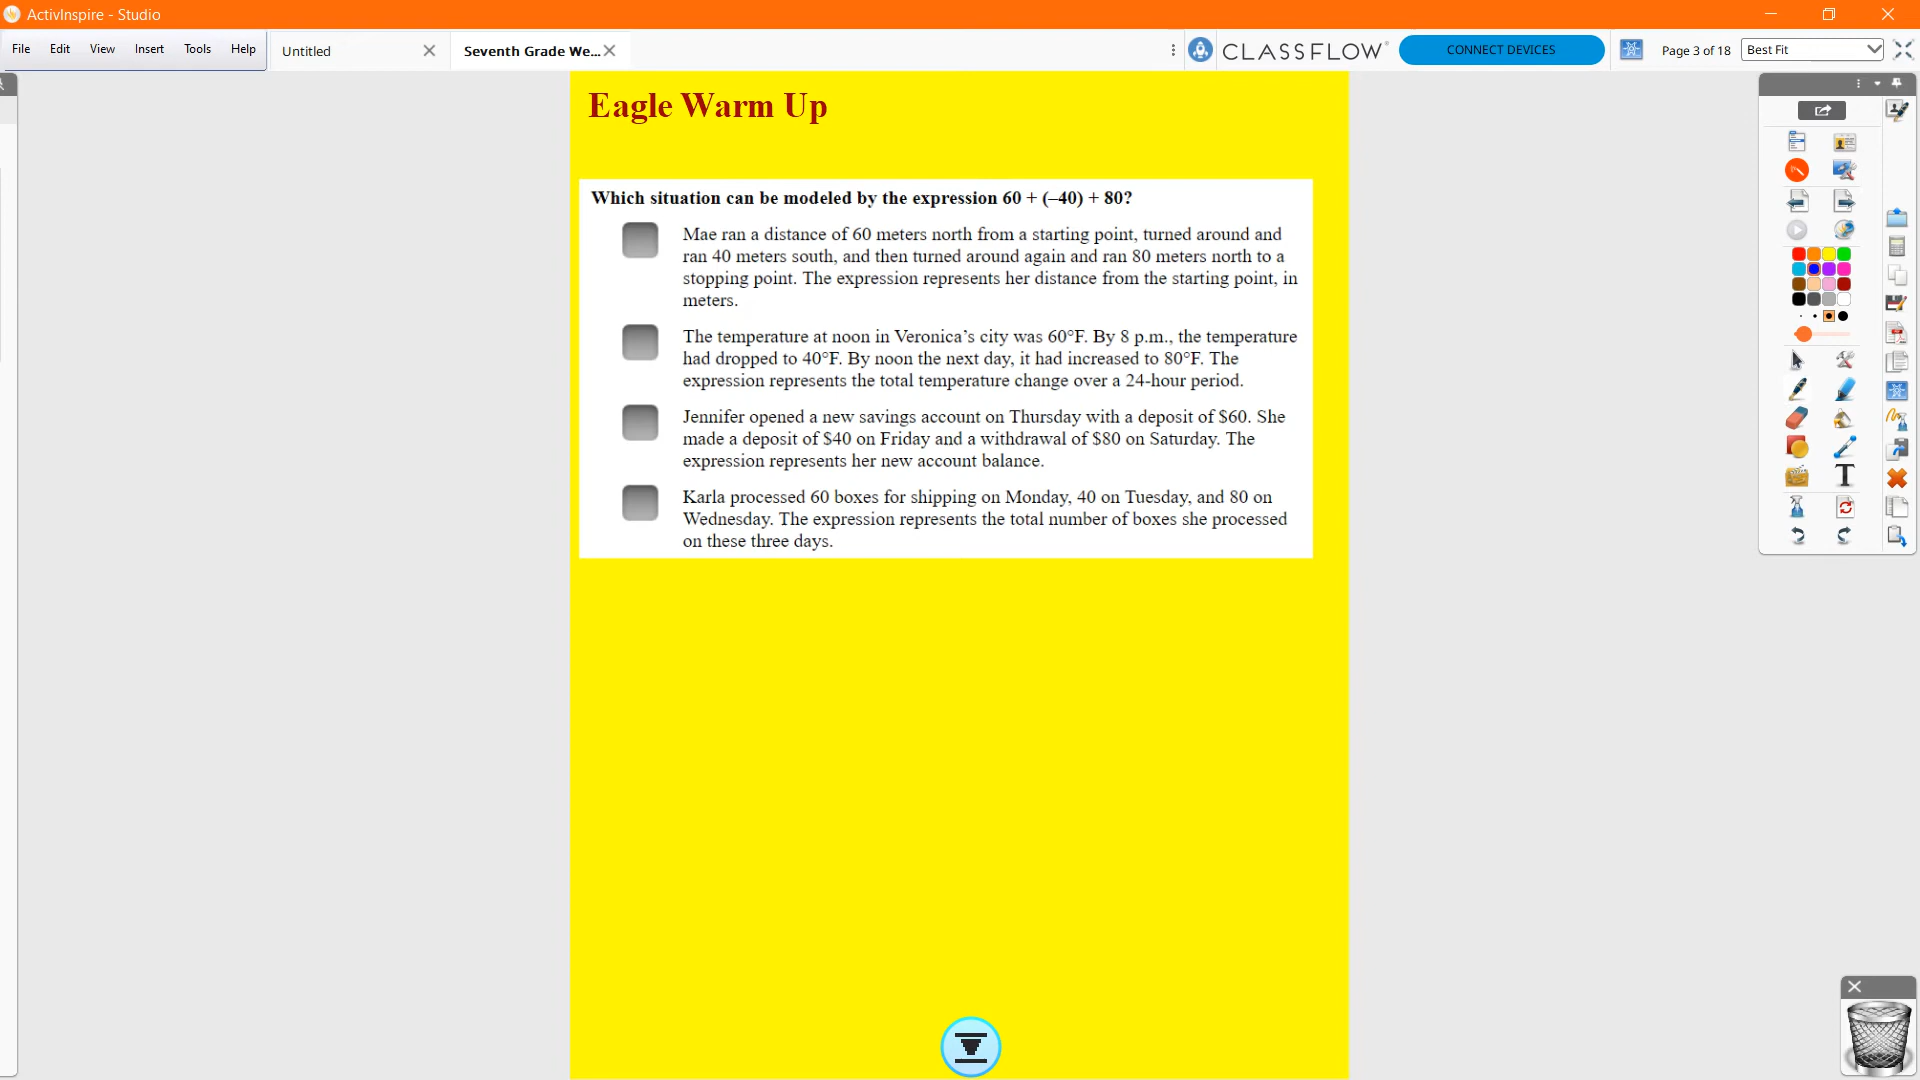 ActivInspire - Studio
File Edit View Insert Tools Help
Untitled
Seventh Grade We...
CLASSFLOW
CONNECT DEVICES
Page 3 of 18
Best Fit
Eagle Warm Up
Which situation can be modeled by the expression 60 + (–40) + 80?
Mae ran a distance of 60 meters north from a starting point, turned around and
ran 40 meters south, and then turned around again and ran 80 meters north to a
stopping point. The expression represents her distance from the starting point, in
meters.
The temperature at noon in Veronica’s city was 60°F. By 8 p.m., the temperature
had dropped to 40°F. By noon the next day, it had increased to 80°F. The
expression represents the total temperature change over a 24-hour period.
Jennifer opened a new savings account on Thursday with a deposit of $60. She
made a deposit of $40 on Friday and a withdrawal of $80 on Saturday. The
expression represents her new account balance.
Karla processed 60 boxes for shipping on Monday, 40 on Tuesday, and 80 on
Wednesday. The expression represents the total number of boxes she processed
on these three days.